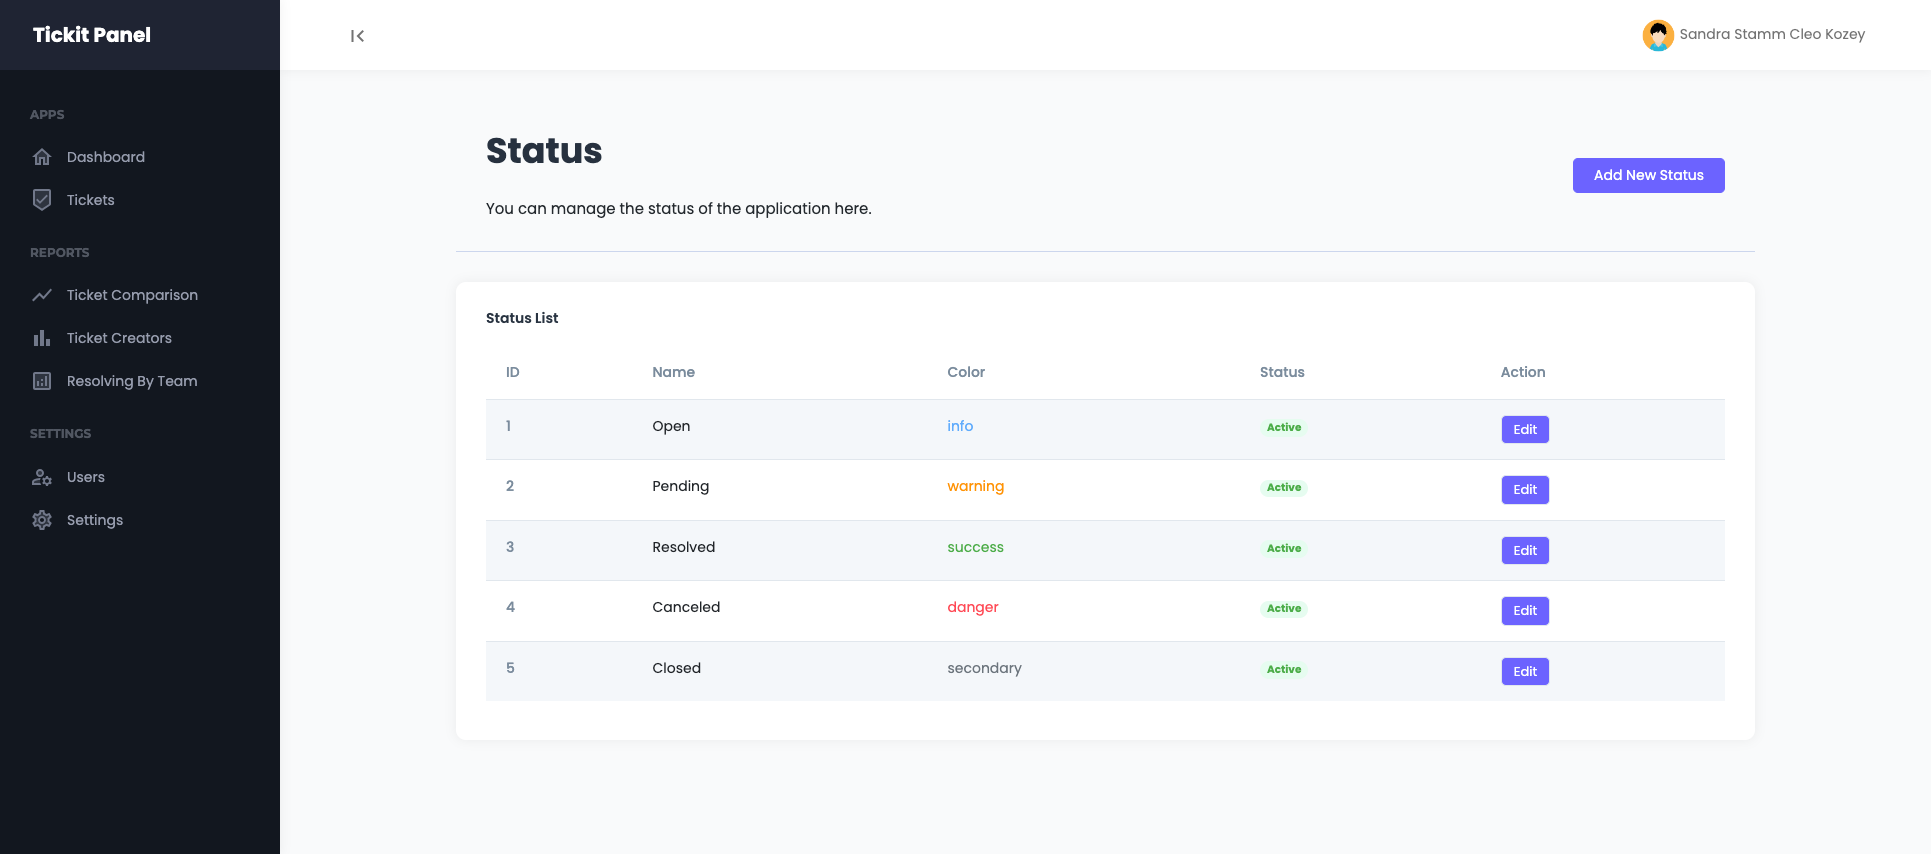 Tickit Panel
Sandra Stamm Cleo Kozey
APPS
Dashboard
Tickets
REPORTS
Ticket Comparison
Ticket Creators
Resolving By Team
SETTINGS
Users
Settings
Status
Add New Status
You can manage the status of the application here.
Status List
ID Name Color Status Action
1 Open info Active Edit
2 Pending warning Active Edit
3 Resolved success Active Edit
4 Canceled danger Active Edit
5 Closed secondary Active Edit